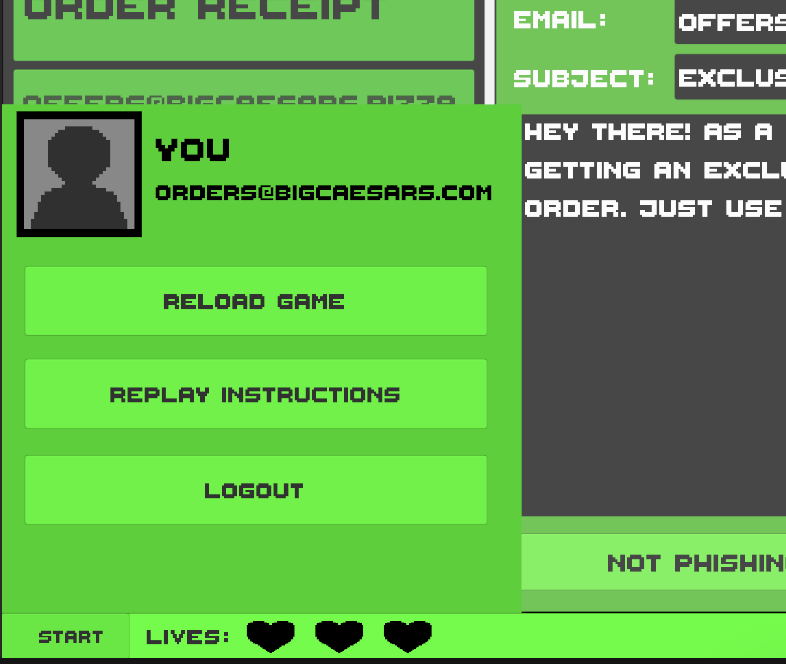 ORDER RECEIPT
OFFERS@BIGCAESARS.PIZZA
EMAIL: OFFERS
SUBJECT: EXCLUS
HEY THERE! AS A
GETTING AN EXCLU
ORDER. JUST USE
YOU
ORDERS@BIGCAESARS.COM
RELOAD GAME
REPLAY INSTRUCTIONS
LOGOUT
NOT PHISHING
START LIVES: